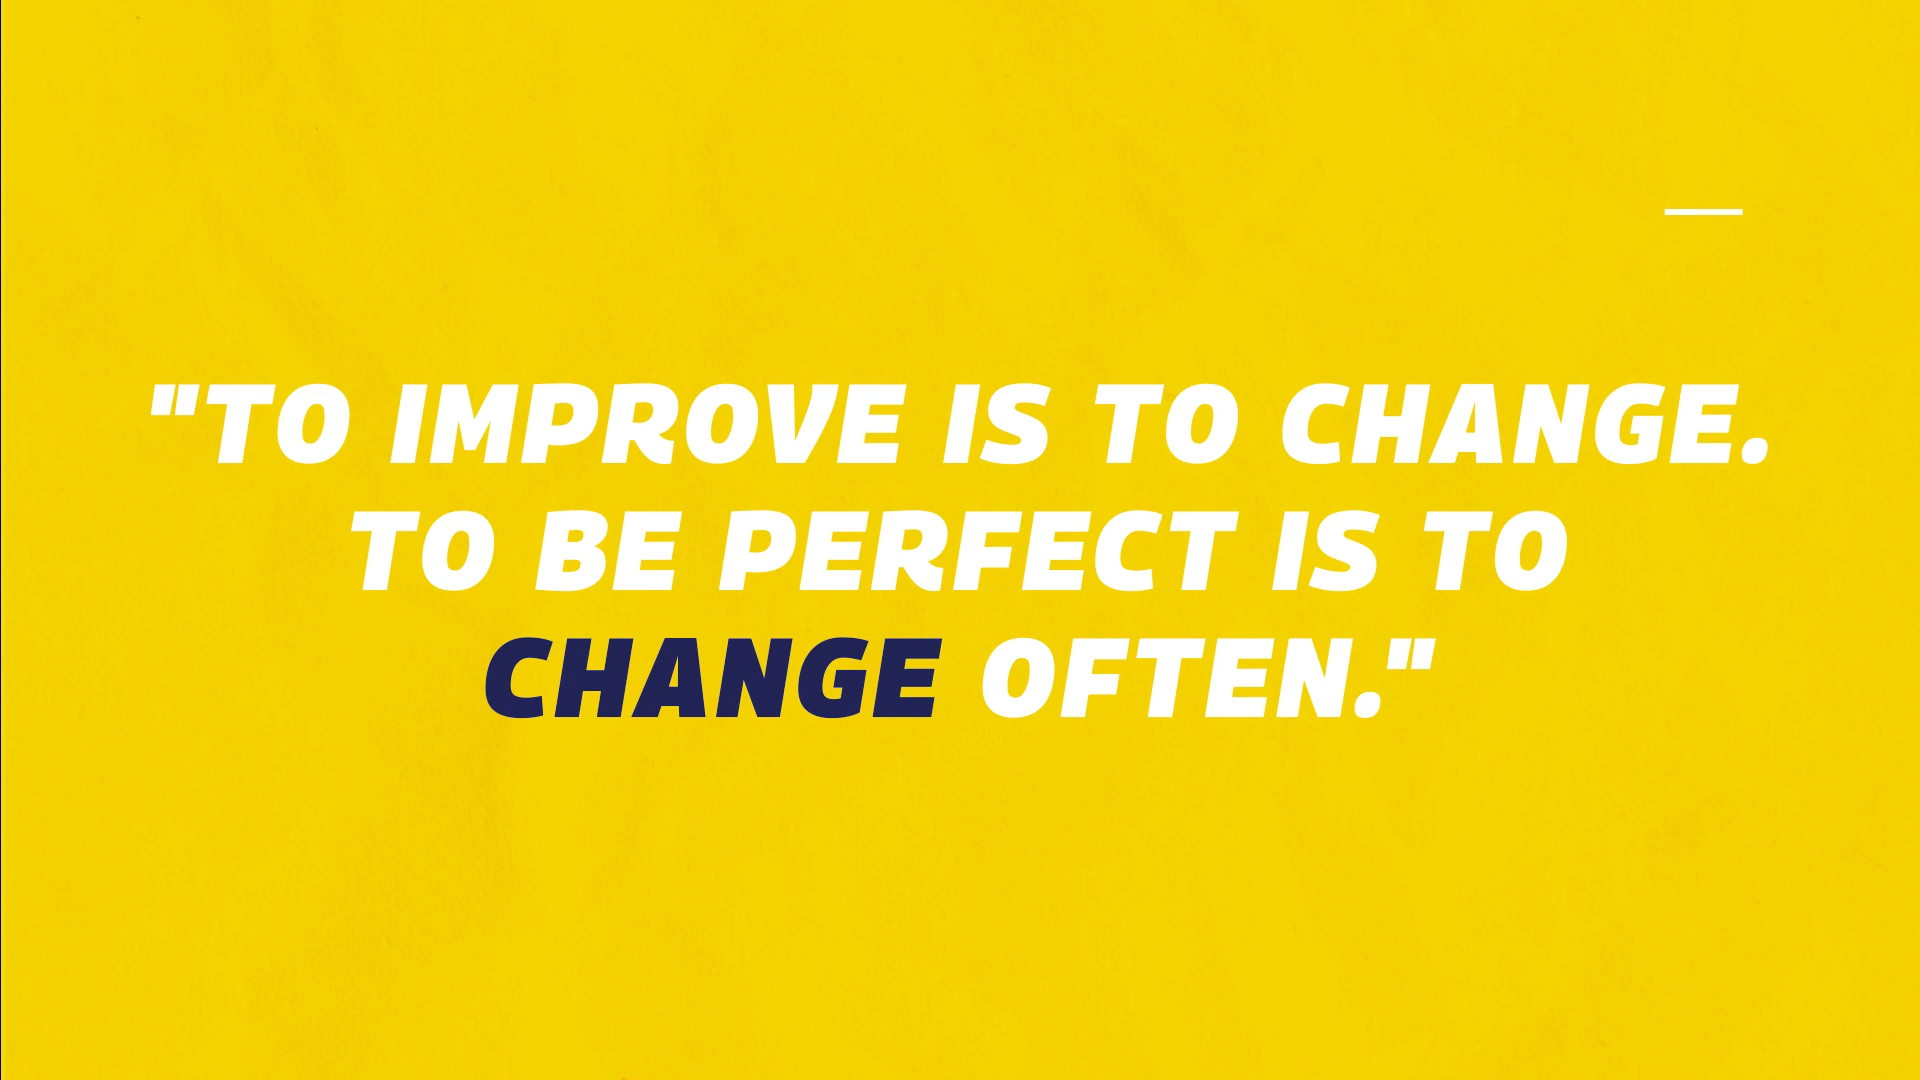 "TO IMPROVE IS TO CHANGE.
TO BE PERFECT IS TO
CHANGE OFTEN."